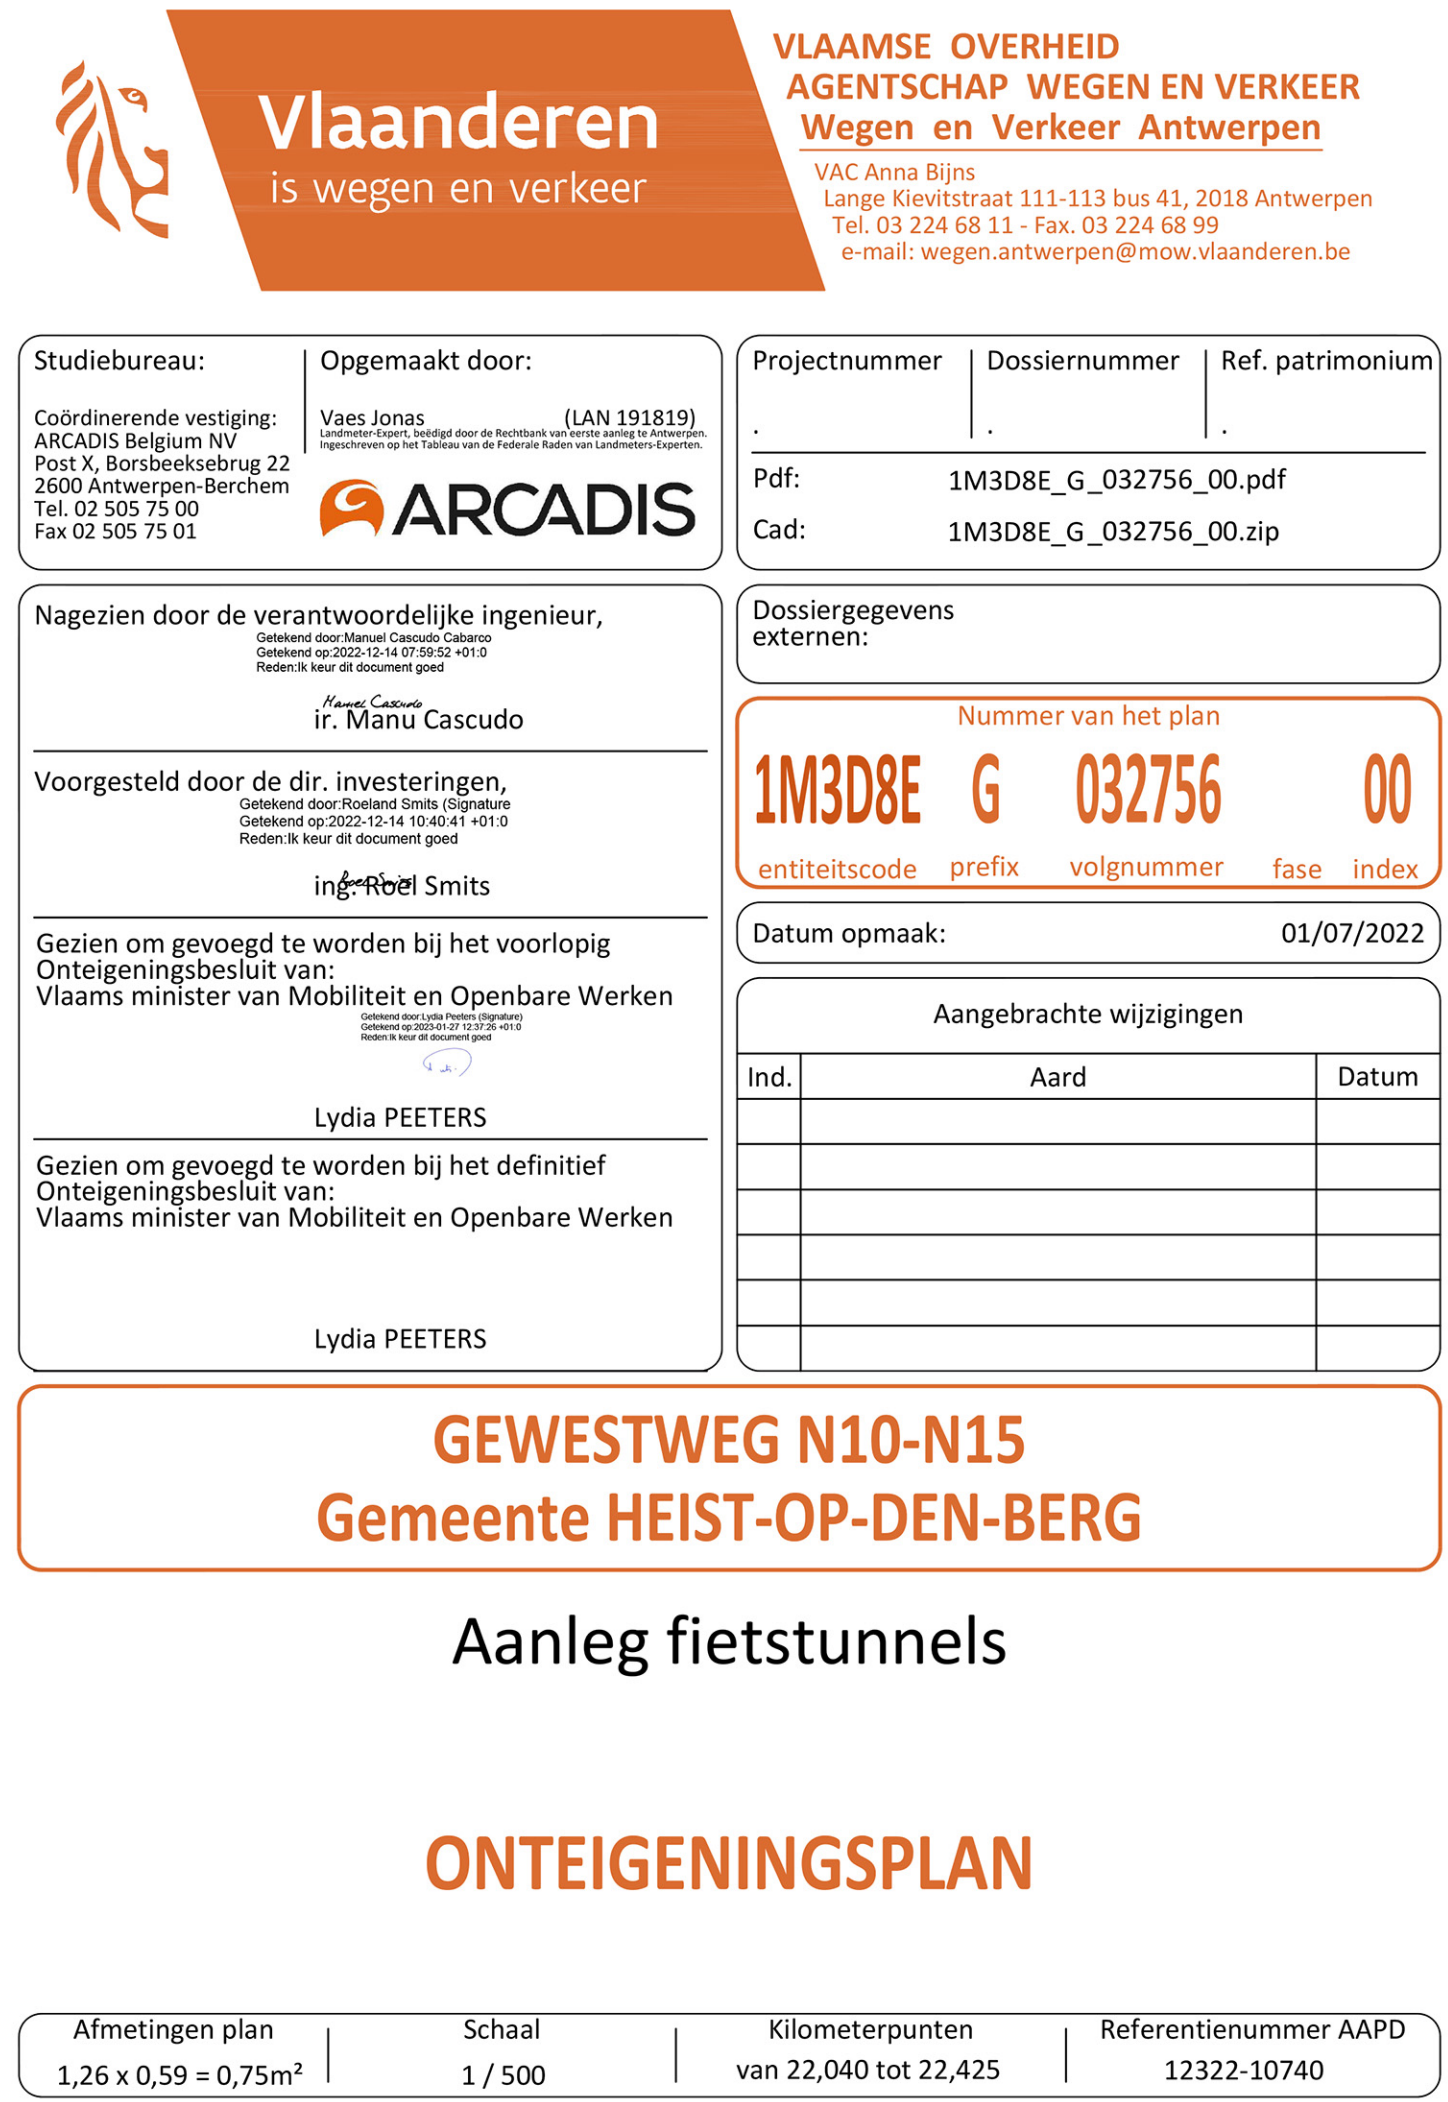 Vlaanderen
is wegen en verkeer
VLAAMSE OVERHEID
AGENTSCHAP WEGEN EN VERKEER
Wegen en Verkeer Antwerpen
VAC Anna Bijns
Lange Kievitstraat 111-113 bus 41, 2018 Antwerpen
Tel. 03 224 68 11 - Fax. 03 224 68 99
e-mail: wegen.antwerpen@mow.vlaanderen.be
Studiebureau:
Coördinerende vestiging:
ARCADIS Belgium NV
Post X, Borsbeeksebrug 22
2600 Antwerpen-Berchem
Tel. 02 505 75 00
Fax 02 505 75 01
Opgemaakt door:
Vaes Jonas (LAN 191819)
Landmeter-Expert, beëdigd door de Rechtbank van eerste aanleg te Antwerpen.
Ingeschreven op het Tableau van de Federale Raden van Landmeters-Experten.
ARCADIS
Projectnummer Dossiernummer Ref. patrimonium
. . .
Pdf: 1M3D8E_G_032756_00.pdf
Cad: 1M3D8E_G_032756_00.zip
Nagezien door de verantwoordelijke ingenieur,
Getekend door:Manuel Cascudo Cabarco
Getekend op:2022-12-14 07:59:52 +01:0
Reden:Ik keur dit document goed
Manuel Cascudo
ir. Manu Cascudo
Voorgesteld door de dir. investeringen,
Getekend door:Roeland Smits (Signature
Getekend op:2022-12-14 10:40:41 +01:0
Reden:Ik keur dit document goed
Roel Smits
ing. Roel Smits
Gezien om gevoegd te worden bij het voorlopig
Onteigeningsbesluit van:
Vlaams minister van Mobiliteit en Openbare Werken
Getekend door:Lydia Peeters (Signature)
Getekend op:2023-01-27 12:37:26 +01:0
Reden:Ik keur dit document goed
Lydia PEETERS
Gezien om gevoegd te worden bij het definitief
Onteigeningsbesluit van:
Vlaams minister van Mobiliteit en Openbare Werken
Lydia PEETERS
Dossiergegevens
externen:
Nummer van het plan
1M3D8E G 032756 00
entiteitscode prefix volgnummer fase index
Datum opmaak: 01/07/2022
Aangebrachte wijzigingen
Ind. Aard Datum
GEWESTWEG N10-N15
Gemeente HEIST-OP-DEN-BERG
Aanleg fietstunnels
ONTEIGENINGSPLAN
Afmetingen plan Schaal Kilometerpunten Referentienummer AAPD
1,26 x 0,59 = 0,75m² 1 / 500 van 22,040 tot 22,425 12322-10740